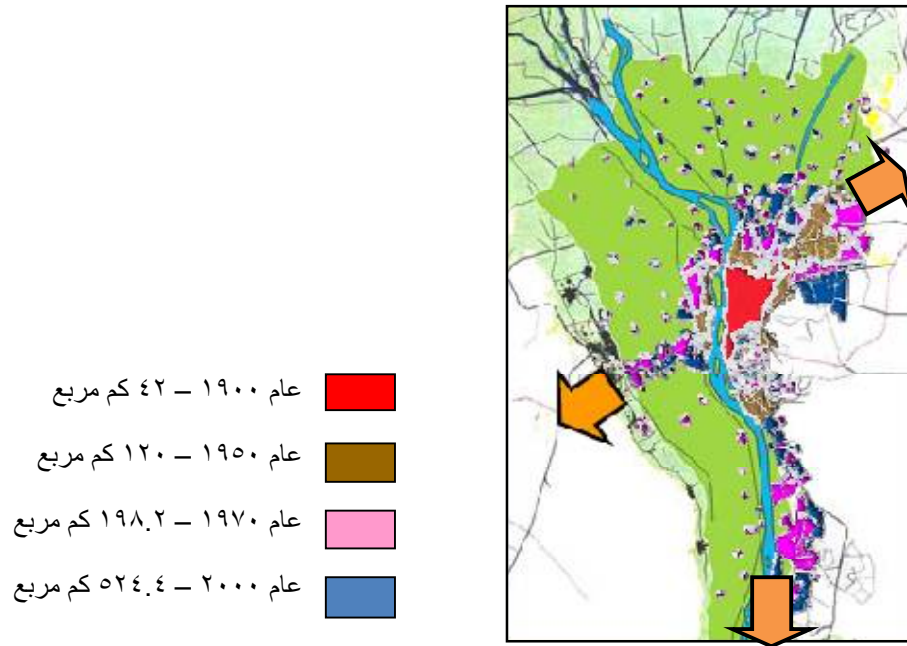 عام ١٩٠٠ – ٤٢ كم مربع
عام ١٩٥٠ – ١٢٠ كم مربع
عام ١٩٧٠ – ١٩٨.٢ كم مربع
عام ٢٠٠٠ – ٥٢٤.٤ كم مربع